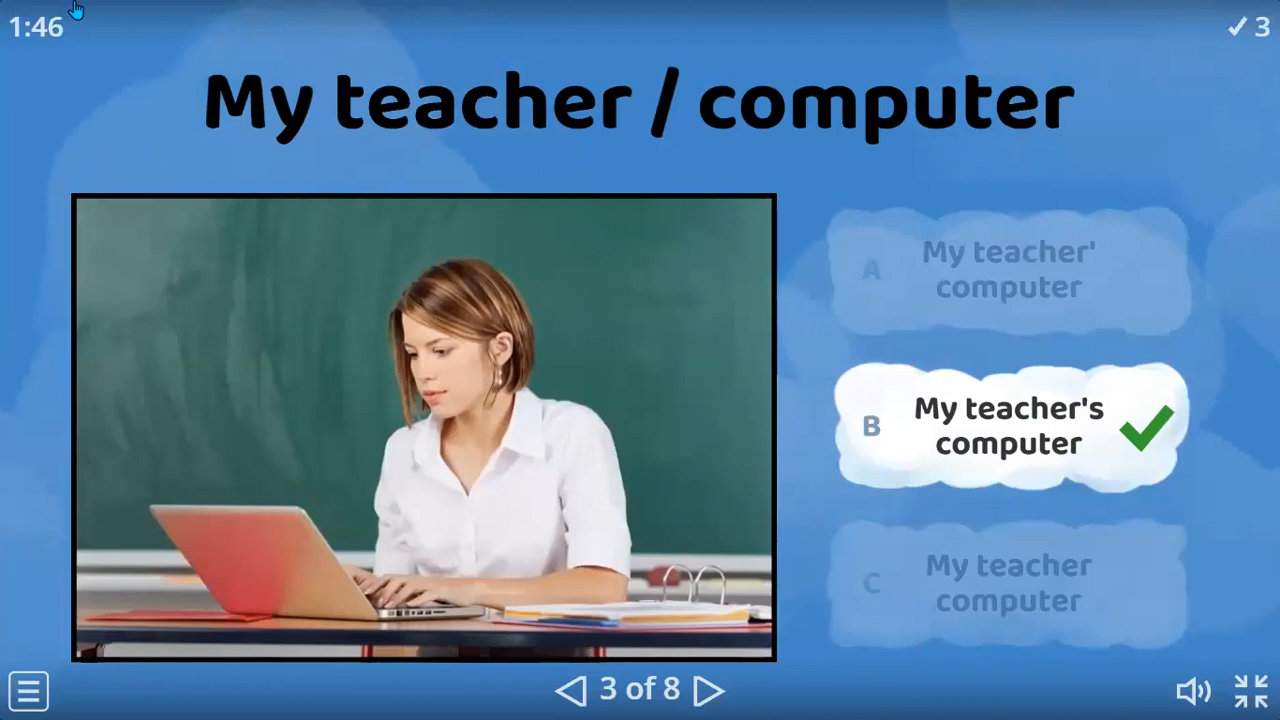 1:46
✓ 3
My teacher / computer
A
My teacher'
computer
B
My teacher's
computer
C
My teacher
computer
3 of 8